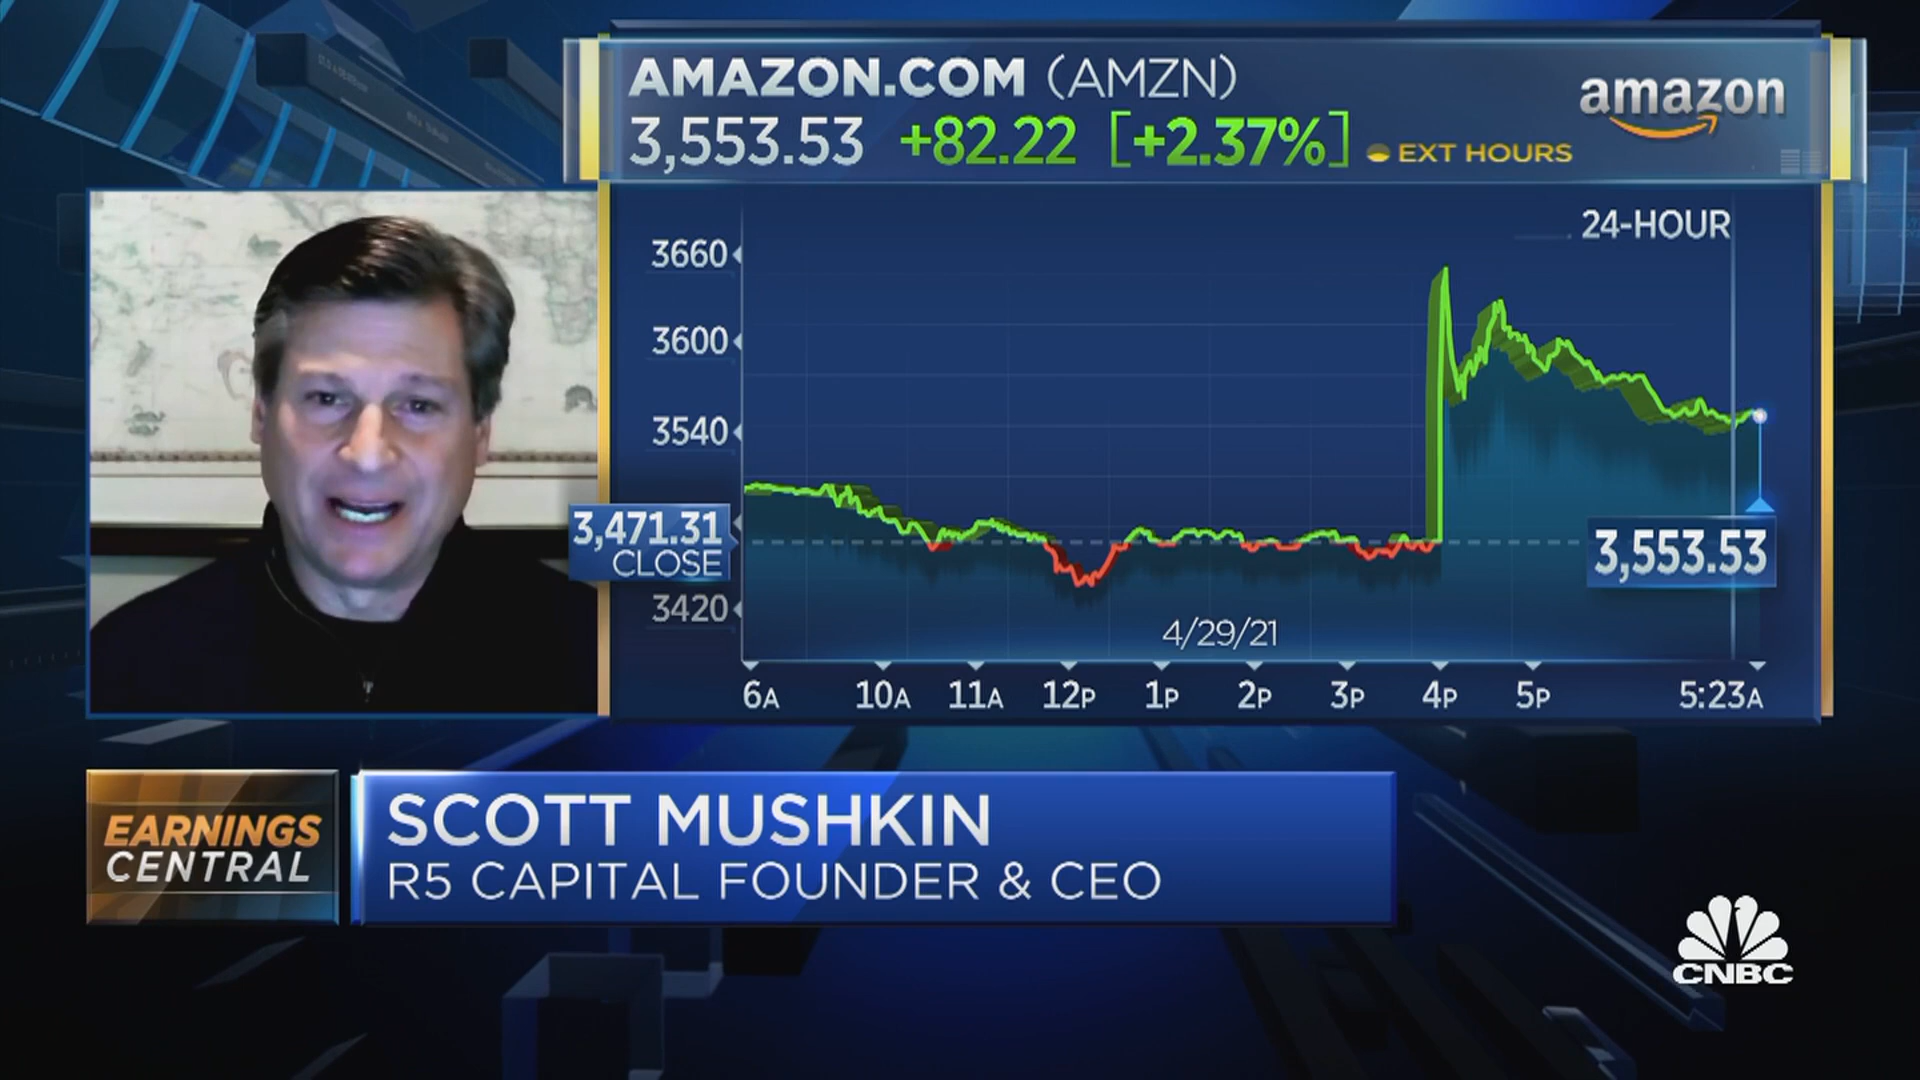 AMAZON.COM (AMZN)
3,553.53 +82.22 [+2.37%] EXT HOURS
amazon
24-HOUR
3660
3600
3540
3,471.31
CLOSE
3420
3,553.53
4/29/21
6A 10A 11A 12P 1P 2P 3P 4P 5P 5:23A
EARNINGS
CENTRAL
SCOTT MUSHKIN
R5 CAPITAL FOUNDER & CEO
CNBC